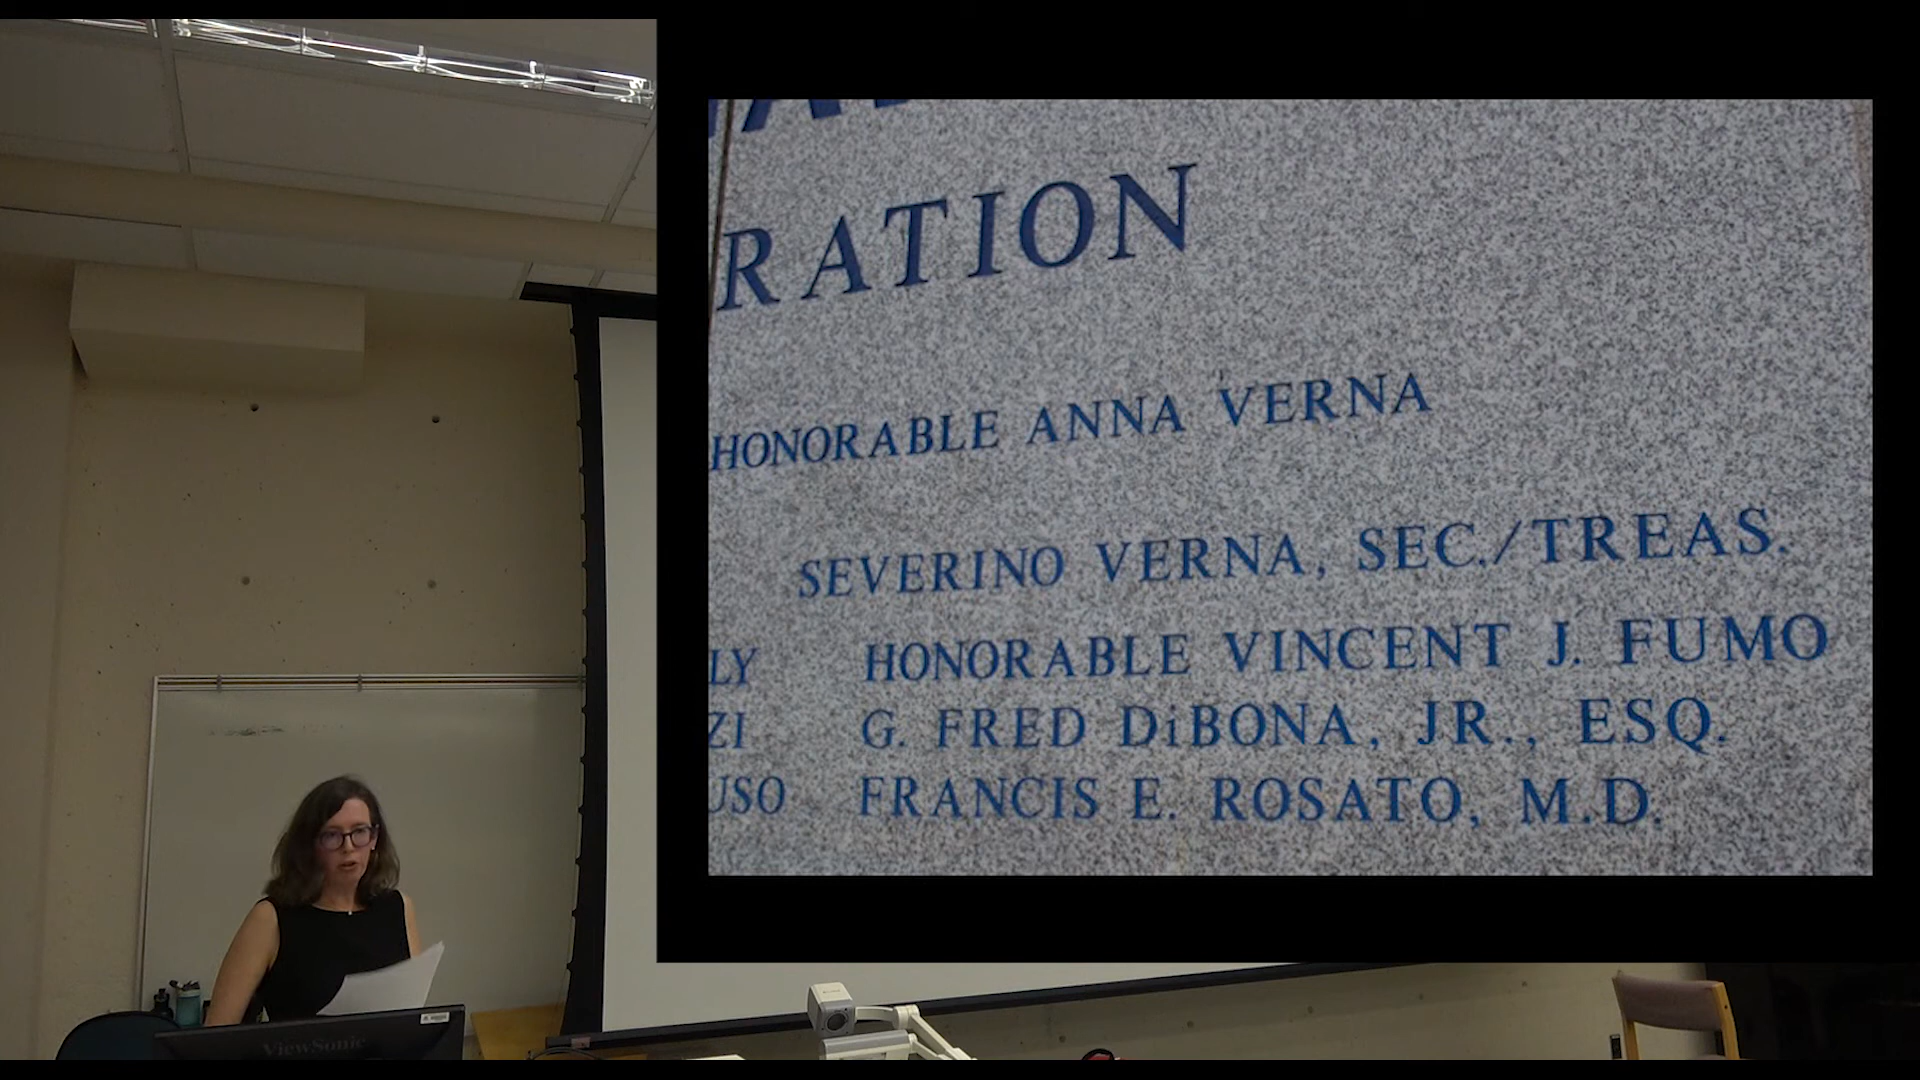 RATION
HONORABLE ANNA VERNA
SEVERINO VERNA, SEC./TREAS.
LY HONORABLE VINCENT J. FUMO
ZI G. FRED DiBONA, JR., ESQ.
USO FRANCIS E. ROSATO, M.D.
ViewSonic